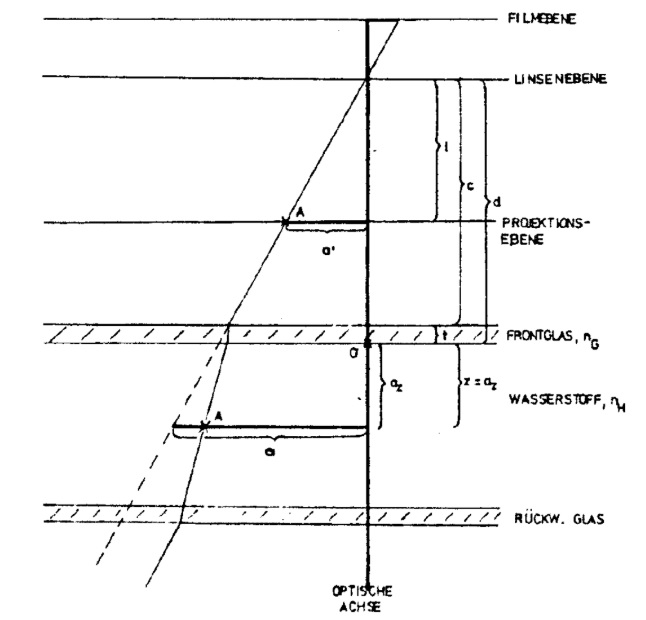 FILMEBENE
LINSENEBENE
l
c
d
A
PROJEKTIONS-
EBENE
a'
t
FRONTGLAS, n_G
O
a_z
z = a_z
WASSERSTOFF, n_H
A
a
RÜCKW. GLAS
OPTISCHE
ACHSE